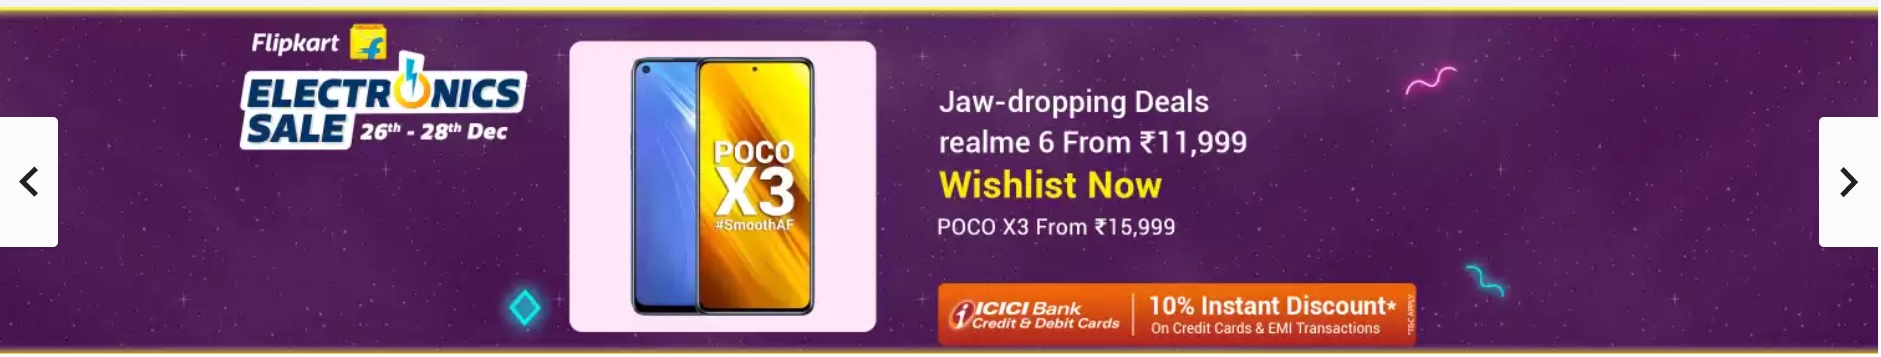 Flipkart
ELECTRONICS
SALE 26th - 28th Dec
POCO
X3
#SmoothAF
Jaw-dropping Deals
realme 6 From ₹11,999
Wishlist Now
POCO X3 From ₹15,999
ICICI Bank
Credit & Debit Cards
10% Instant Discount*
On Credit Cards & EMI Transactions
*T&C APPLY